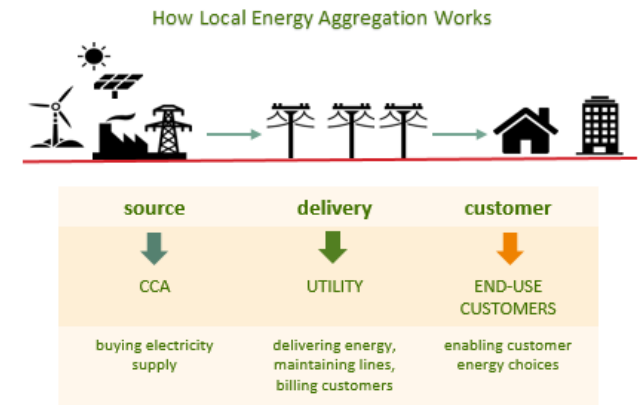 How Local Energy Aggregation Works
source
delivery
customer
CCA
UTILITY
END-USE
CUSTOMERS
buying electricity
supply
delivering energy,
maintaining lines,
billing customers
enabling customer
energy choices